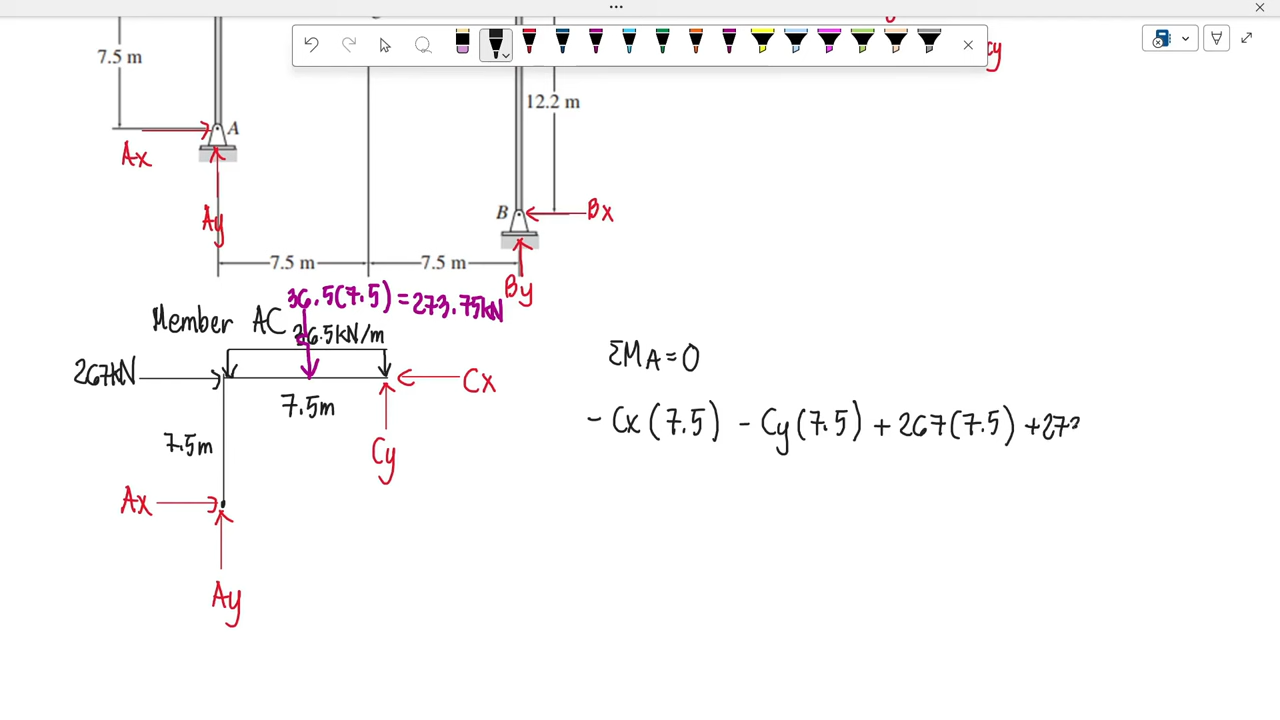 7.5 m
A
Ax
Ay
12.2 m
B
Bx
By
7.5 m
7.5 m
Cy
36.5(7.5) = 273.75kN
Member AC
36.5kN/m
267kN
Cx
7.5m
Cy
7.5m
Ax
Ay
ΣMA = 0
- Cx (7.5) - Cy (7.5) + 267 (7.5) + 273